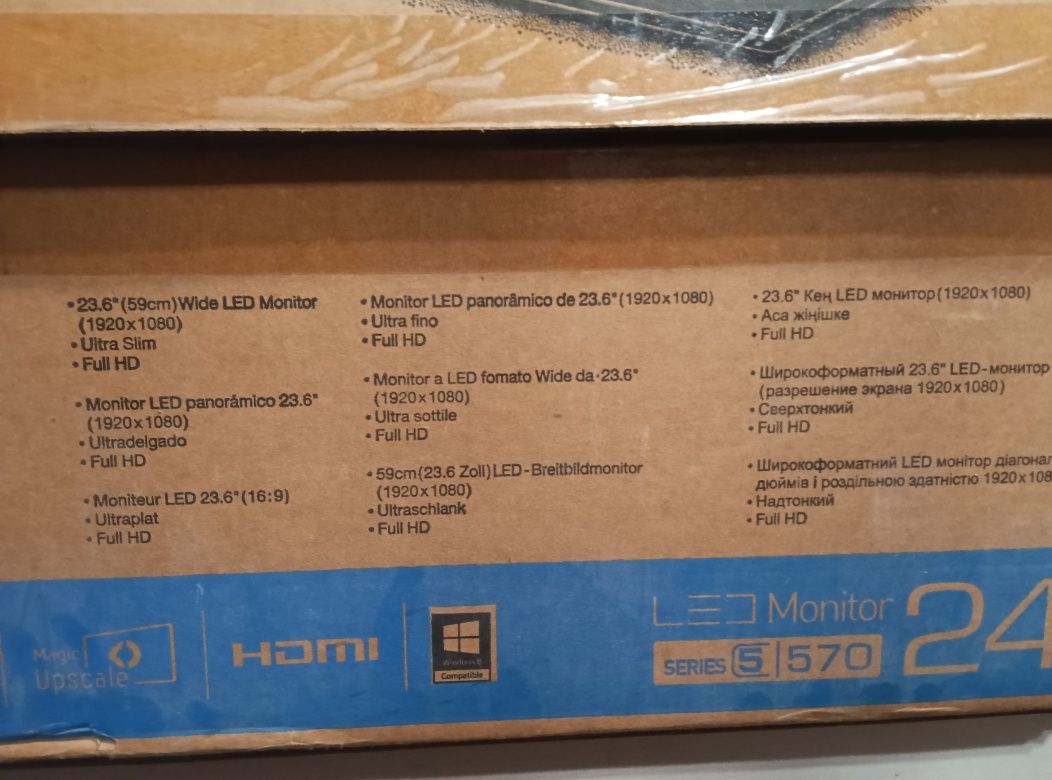 •23.6"(59cm)Wide LED Monitor
(1920x1080)
•Ultra Slim
•Full HD
•Monitor LED panorámico 23.6"
(1920x1080)
•Ultradelgado
•Full HD
•Moniteur LED 23.6"(16:9)
•Ultraplat
•Full HD
•Monitor LED panorâmico de 23.6"(1920x1080)
•Ultra fino
•Full HD
•Monitor a LED fomato Wide da·23.6"
(1920x1080)
•Ultra sottile
•Full HD
•59cm(23.6 Zoll)LED-Breitbildmonitor
(1920x1080)
•Ultraschlank
•Full HD
•23.6" Кең LED монитор(1920x1080)
•Аса жіңішке
•Full HD
•Широкоформатный 23.6" LED-монитор
(разрешение экрана 1920x1080)
•Сверхтонкий
•Full HD
•Широкоформатний LED монітор діагонал
дюймів і роздільною здатністю 1920x108
•Надтонкий
•Full HD
Magic
Upscale
HDMI
Windows 8
Compatible
LED Monitor 24
SERIES 5 | 570